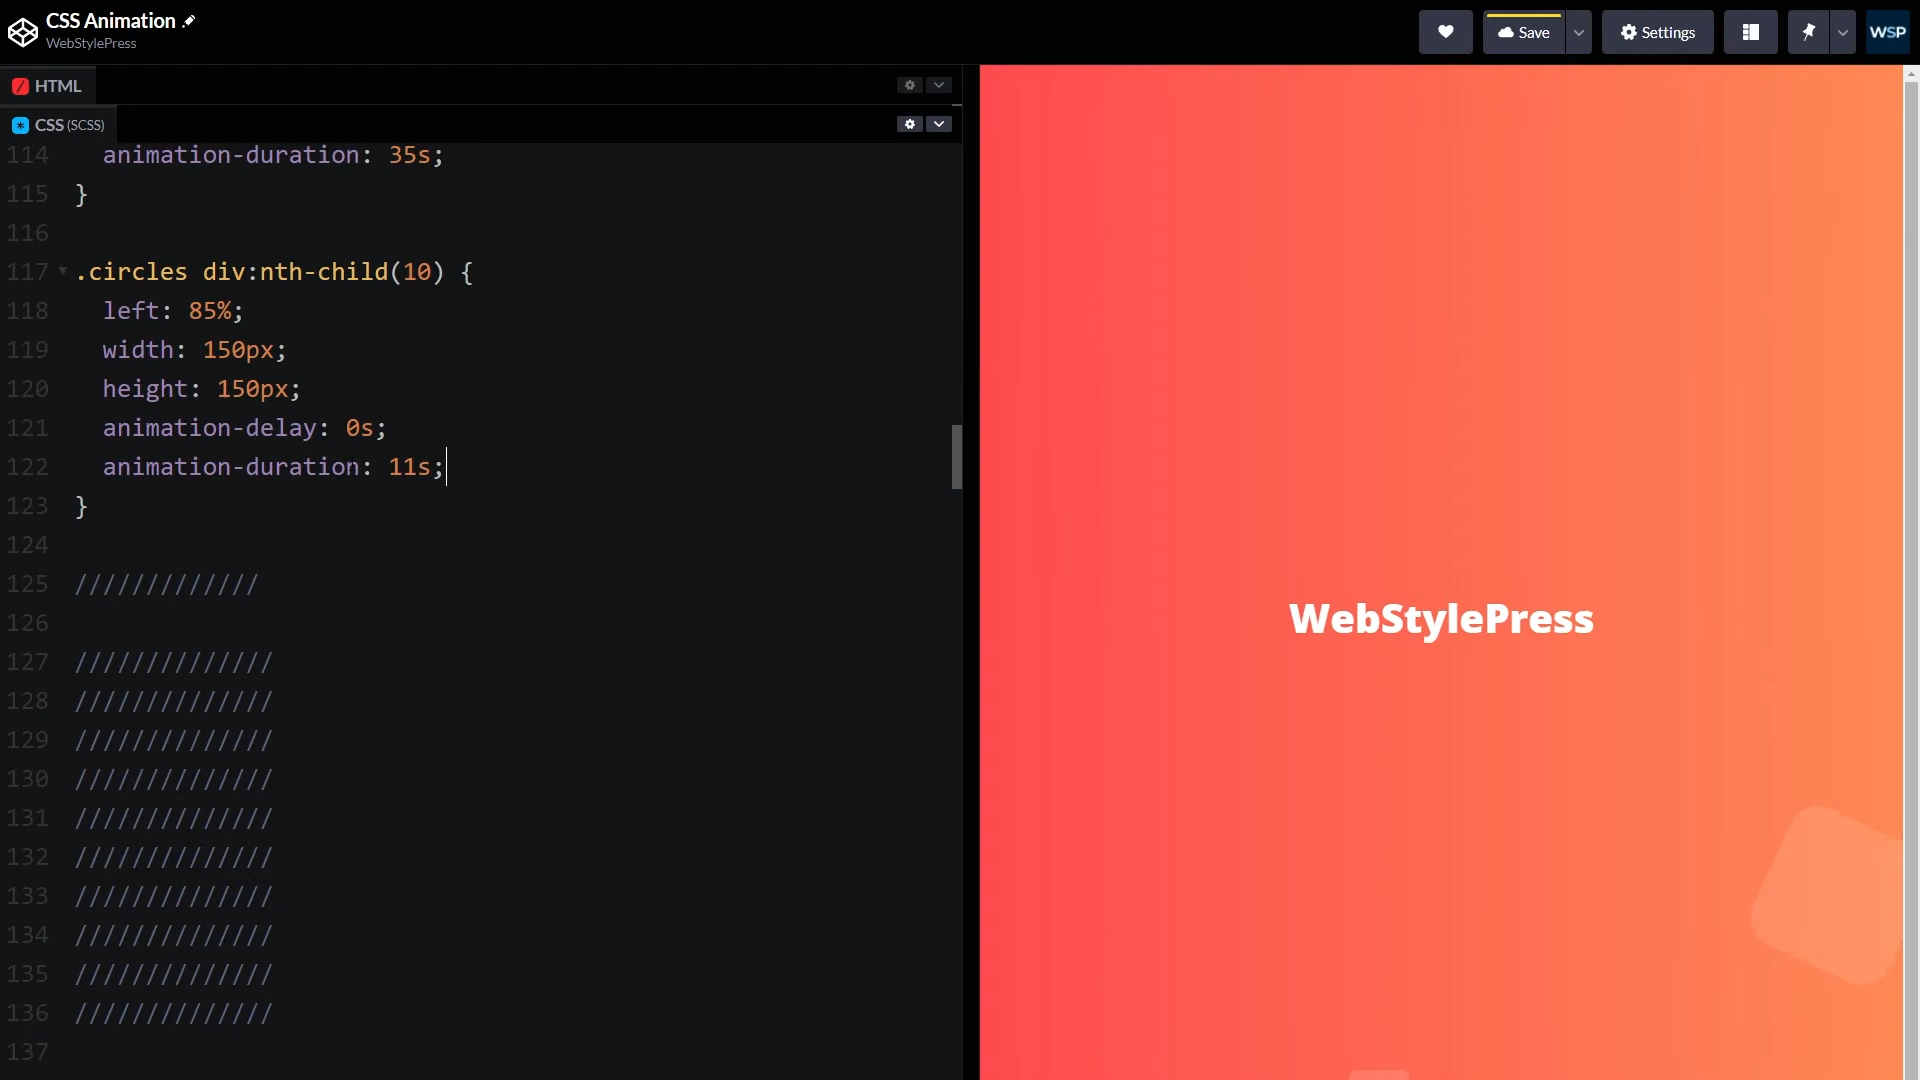 CSS Animation
WebStylePress
Save
Settings
WSP
HTML
CSS (SCSS)
114 animation-duration: 35s;
115 }
116
117 .circles div:nth-child(10) {
118 left: 85%;
119 width: 150px;
120 height: 150px;
121 animation-delay: 0s;
122 animation-duration: 11s;
123 }
124
125 /////////////
126
127 //////////////
128 //////////////
129 //////////////
130 //////////////
131 //////////////
132 //////////////
133 //////////////
134 //////////////
135 //////////////
136 //////////////
137
WebStylePress